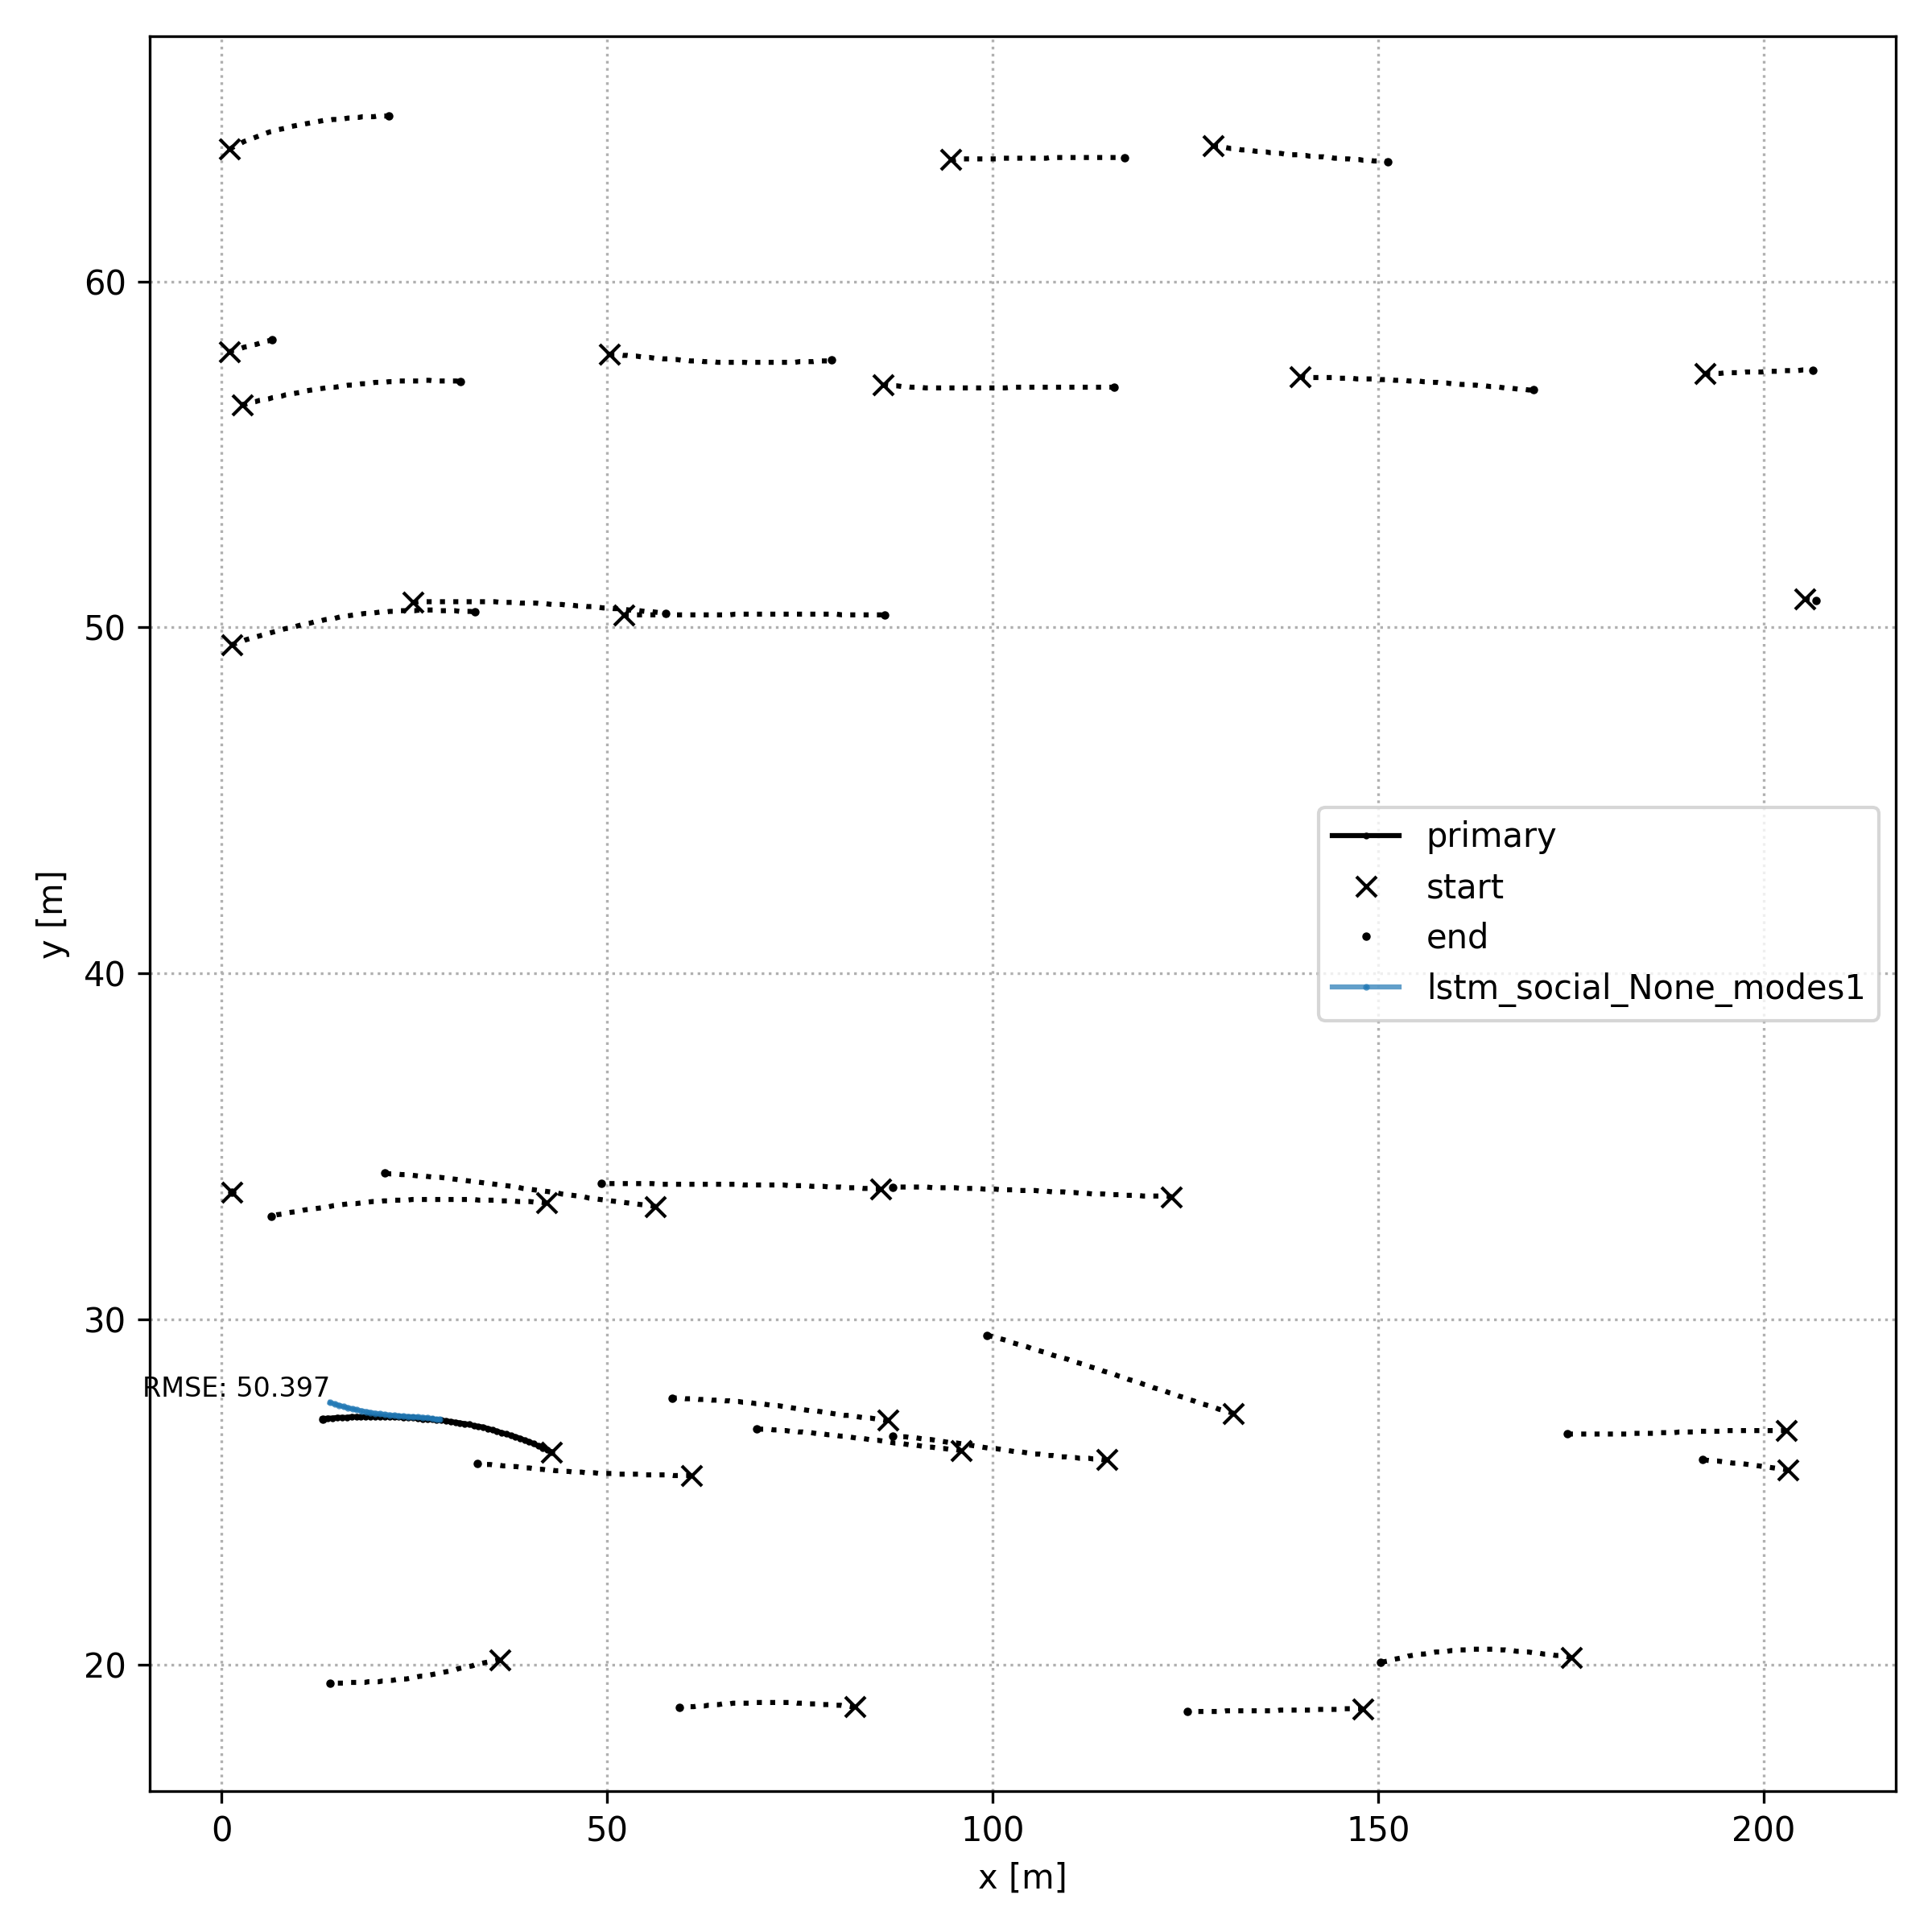 60
50
40
30
20
y [m]
primary
start
end
lstm_social_None_modes1
RMSE: 50.397
0 50 100 150 200
x [m]